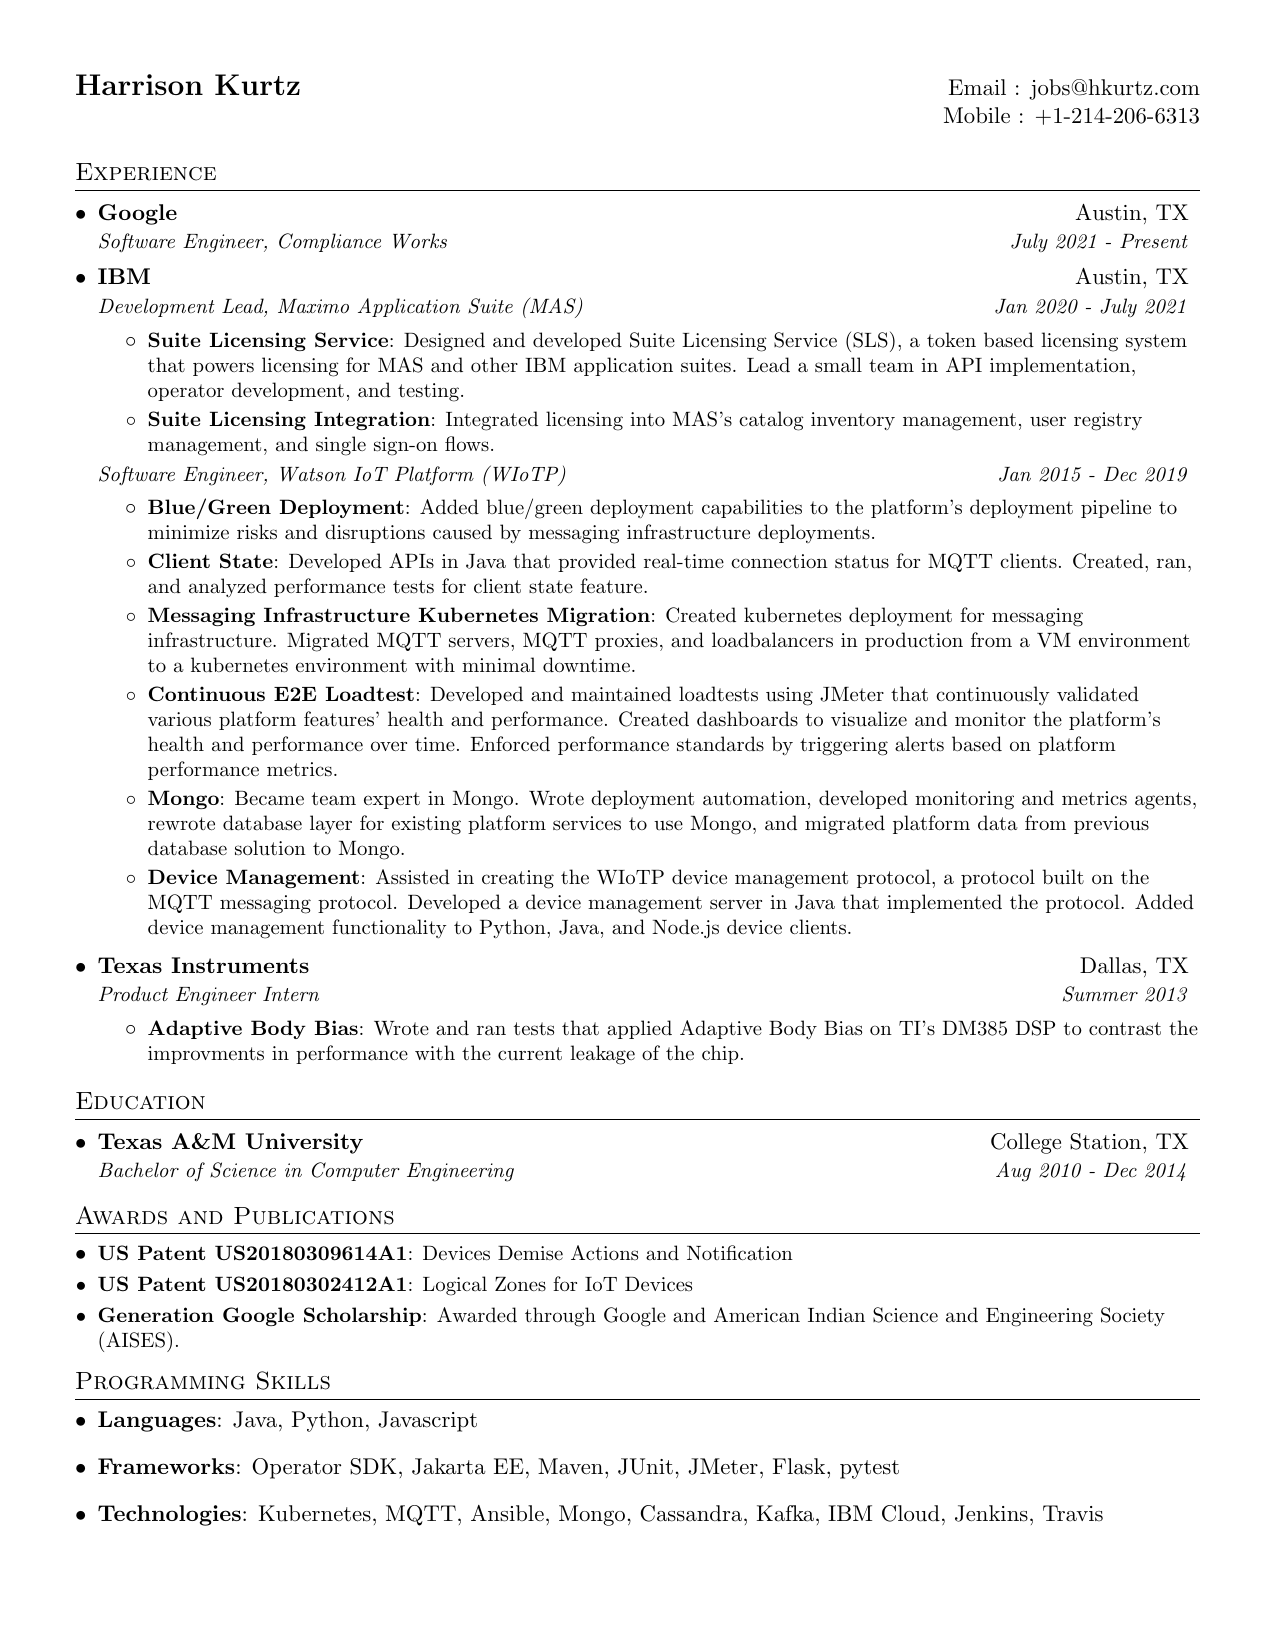 Harrison Kurtz
Email : jobs@hkurtz.com
Mobile : +1-214-206-6313
Experience
• Google Austin, TX
Software Engineer, Compliance Works July 2021 - Present
• IBM Austin, TX
Development Lead, Maximo Application Suite (MAS) Jan 2020 - July 2021
◦ Suite Licensing Service: Designed and developed Suite Licensing Service (SLS), a token based licensing system
that powers licensing for MAS and other IBM application suites. Lead a small team in API implementation,
operator development, and testing.
◦ Suite Licensing Integration: Integrated licensing into MAS's catalog inventory management, user registry
management, and single sign-on flows.
Software Engineer, Watson IoT Platform (WIoTP) Jan 2015 - Dec 2019
◦ Blue/Green Deployment: Added blue/green deployment capabilities to the platform's deployment pipeline to
minimize risks and disruptions caused by messaging infrastructure deployments.
◦ Client State: Developed APIs in Java that provided real-time connection status for MQTT clients. Created, ran,
and analyzed performance tests for client state feature.
◦ Messaging Infrastructure Kubernetes Migration: Created kubernetes deployment for messaging
infrastructure. Migrated MQTT servers, MQTT proxies, and loadbalancers in production from a VM environment
to a kubernetes environment with minimal downtime.
◦ Continuous E2E Loadtest: Developed and maintained loadtests using JMeter that continuously validated
various platform features' health and performance. Created dashboards to visualize and monitor the platform's
health and performance over time. Enforced performance standards by triggering alerts based on platform
performance metrics.
◦ Mongo: Became team expert in Mongo. Wrote deployment automation, developed monitoring and metrics agents,
rewrote database layer for existing platform services to use Mongo, and migrated platform data from previous
database solution to Mongo.
◦ Device Management: Assisted in creating the WIoTP device management protocol, a protocol built on the
MQTT messaging protocol. Developed a device management server in Java that implemented the protocol. Added
device management functionality to Python, Java, and Node.js device clients.
• Texas Instruments Dallas, TX
Product Engineer Intern Summer 2013
◦ Adaptive Body Bias: Wrote and ran tests that applied Adaptive Body Bias on TI's DM385 DSP to contrast the
improvments in performance with the current leakage of the chip.
Education
• Texas A&M University College Station, TX
Bachelor of Science in Computer Engineering Aug 2010 - Dec 2014
Awards and Publications
• US Patent US20180309614A1: Devices Demise Actions and Notification
• US Patent US20180302412A1: Logical Zones for IoT Devices
• Generation Google Scholarship: Awarded through Google and American Indian Science and Engineering Society
(AISES).
Programming Skills
• Languages: Java, Python, Javascript
• Frameworks: Operator SDK, Jakarta EE, Maven, JUnit, JMeter, Flask, pytest
• Technologies: Kubernetes, MQTT, Ansible, Mongo, Cassandra, Kafka, IBM Cloud, Jenkins, Travis